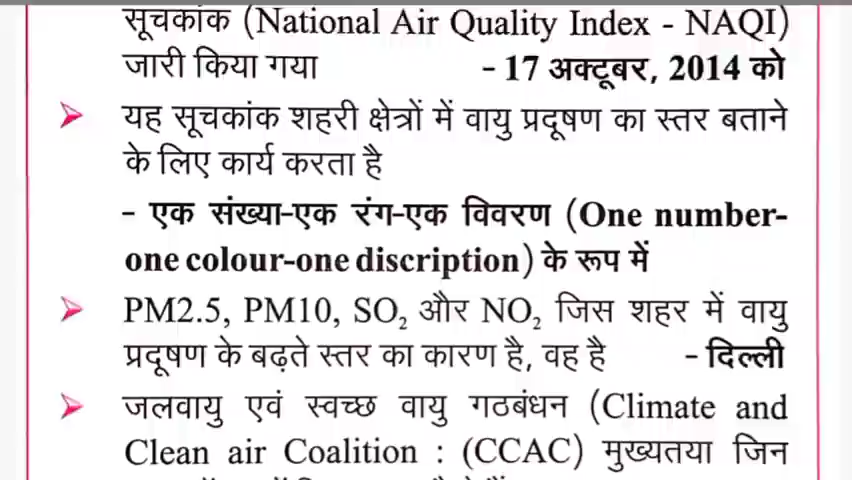 सूचकांक (National Air Quality Index - NAQI)
जारी किया गया - 17 अक्टूबर, 2014 को
➢ यह सूचकांक शहरी क्षेत्रों में वायु प्रदूषण का स्तर बताने
के लिए कार्य करता है
- एक संख्या-एक रंग-एक विवरण (One number-
one colour-one discription) के रूप में
➢ PM2.5, PM10, SO₂ और NO₂ जिस शहर में वायु
प्रदूषण के बढ़ते स्तर का कारण है, वह है - दिल्ली
➢ जलवायु एवं स्वच्छ वायु गठबंधन (Climate and
Clean air Coalition : (CCAC) मुख्यतया जिन